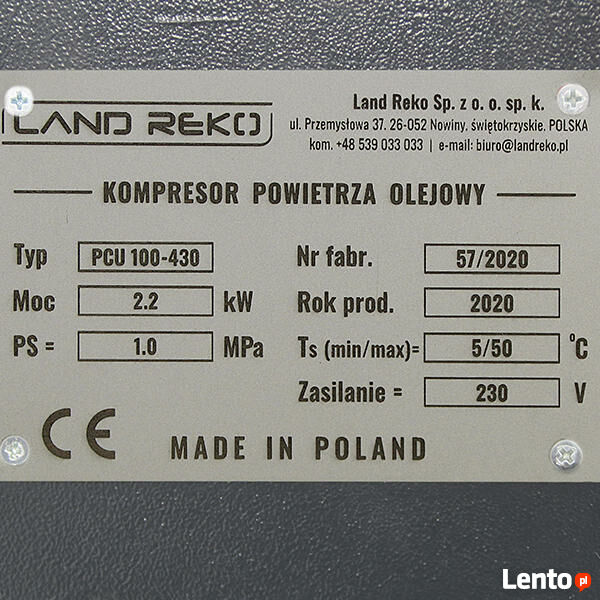 LAND REKO
Land Reko Sp. z o. o. sp. k.
ul. Przemysłowa 37. 26-052 Nowiny. świętokrzyskie. POLSKA
kom. +48 539 033 033 | e-mail: biuro@landreko.pl
KOMPRESOR POWIETRZA OLEJOWY
Typ PCU 100-430 Nr fabr. 57/2020
Moc 2.2 kW Rok prod. 2020
PS = 1.0 MPa Ts (min/max)= 5/50 °C
Zasilanie = 230 V
CE MADE IN POLAND
Lento.pl